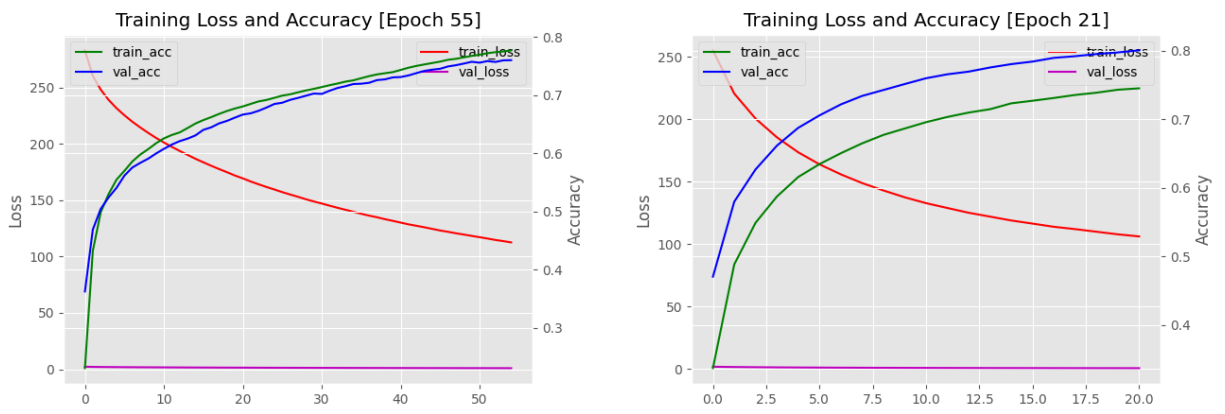 Training Loss and Accuracy [Epoch 55]
train_acc
val_acc
train_loss
val_loss
Loss
Accuracy
0
50
100
150
200
250
0.3
0.4
0.5
0.6
0.7
0.8
0
10
20
30
40
50
Training Loss and Accuracy [Epoch 21]
train_acc
val_acc
train_loss
val_loss
Loss
Accuracy
0
50
100
150
200
250
0.4
0.5
0.6
0.7
0.8
0.0
2.5
5.0
7.5
10.0
12.5
15.0
17.5
20.0